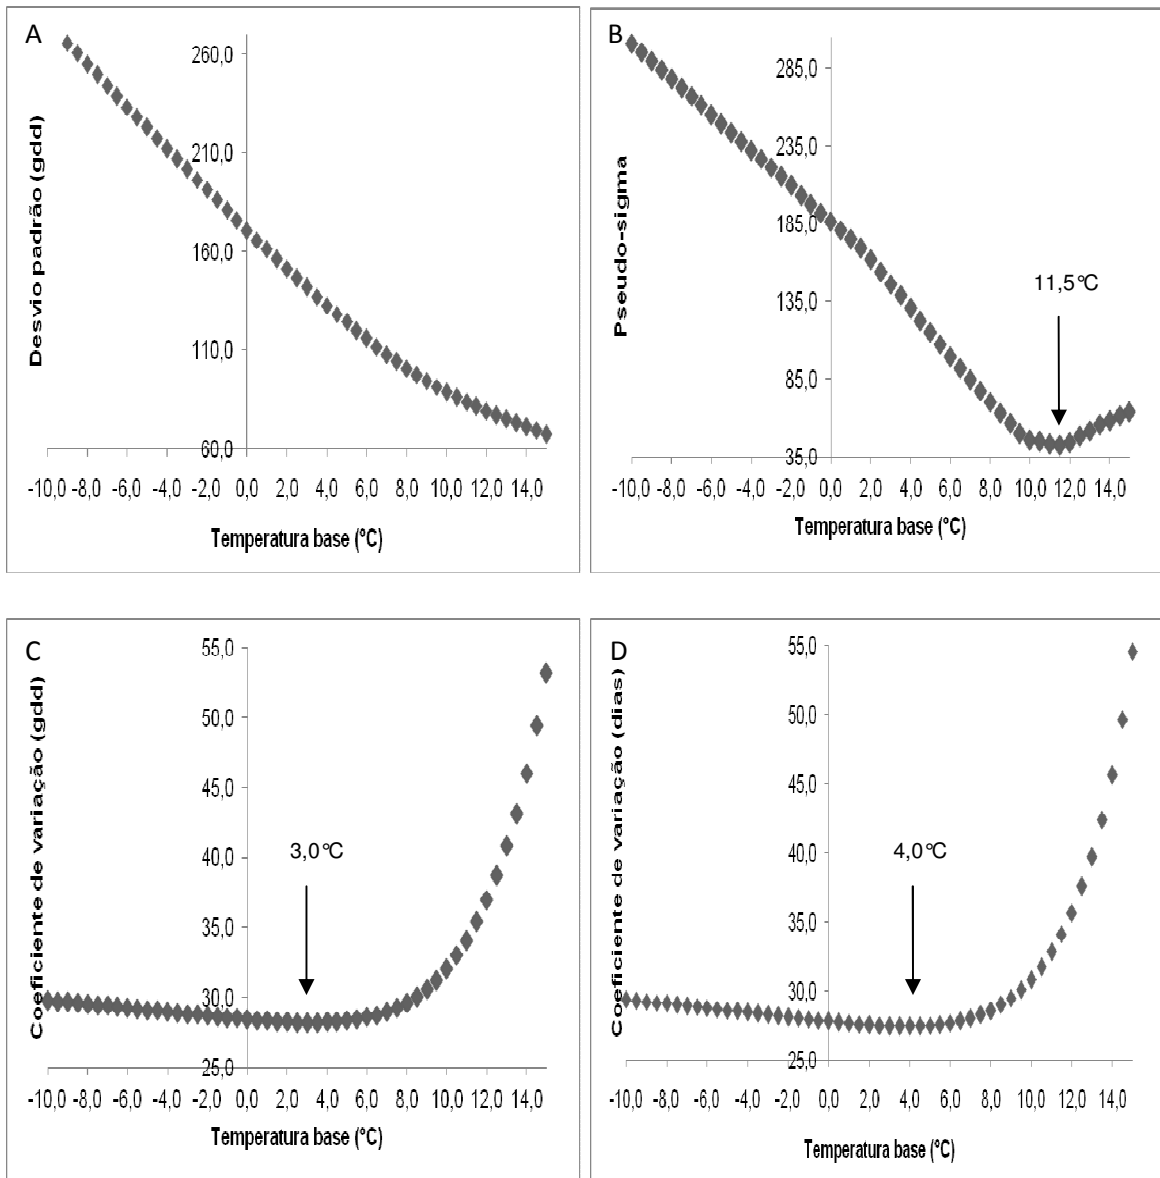 A
Desvio padrão (gdd)
260,0
210,0
160,0
110,0
60,0
-10,0 -8,0 -6,0 -4,0 -2,0 0,0 2,0 4,0 6,0 8,0 10,0 12,0 14,0
Temperatura base (ºC)
B
Pseudo-sigma
285,0
235,0
185,0
135,0
85,0
35,0
11,5°C
-10,0 -8,0 -6,0 -4,0 -2,0 0,0 2,0 4,0 6,0 8,0 10,0 12,0 14,0
Temperatura base (ºC)
C
Coeficiente de variação (gdd)
55,0
50,0
45,0
40,0
35,0
30,0
25,0
3,0°C
-10,0 -8,0 -6,0 -4,0 -2,0 0,0 2,0 4,0 6,0 8,0 10,0 12,0 14,0
Temperatura base (ºC)
D
Coeficiente de variação (dias)
55,0
50,0
45,0
40,0
35,0
30,0
25,0
4,0°C
-10,0 -8,0 -6,0 -4,0 -2,0 0,0 2,0 4,0 6,0 8,0 10,0 12,0 14,0
Temperatura base (ºC)